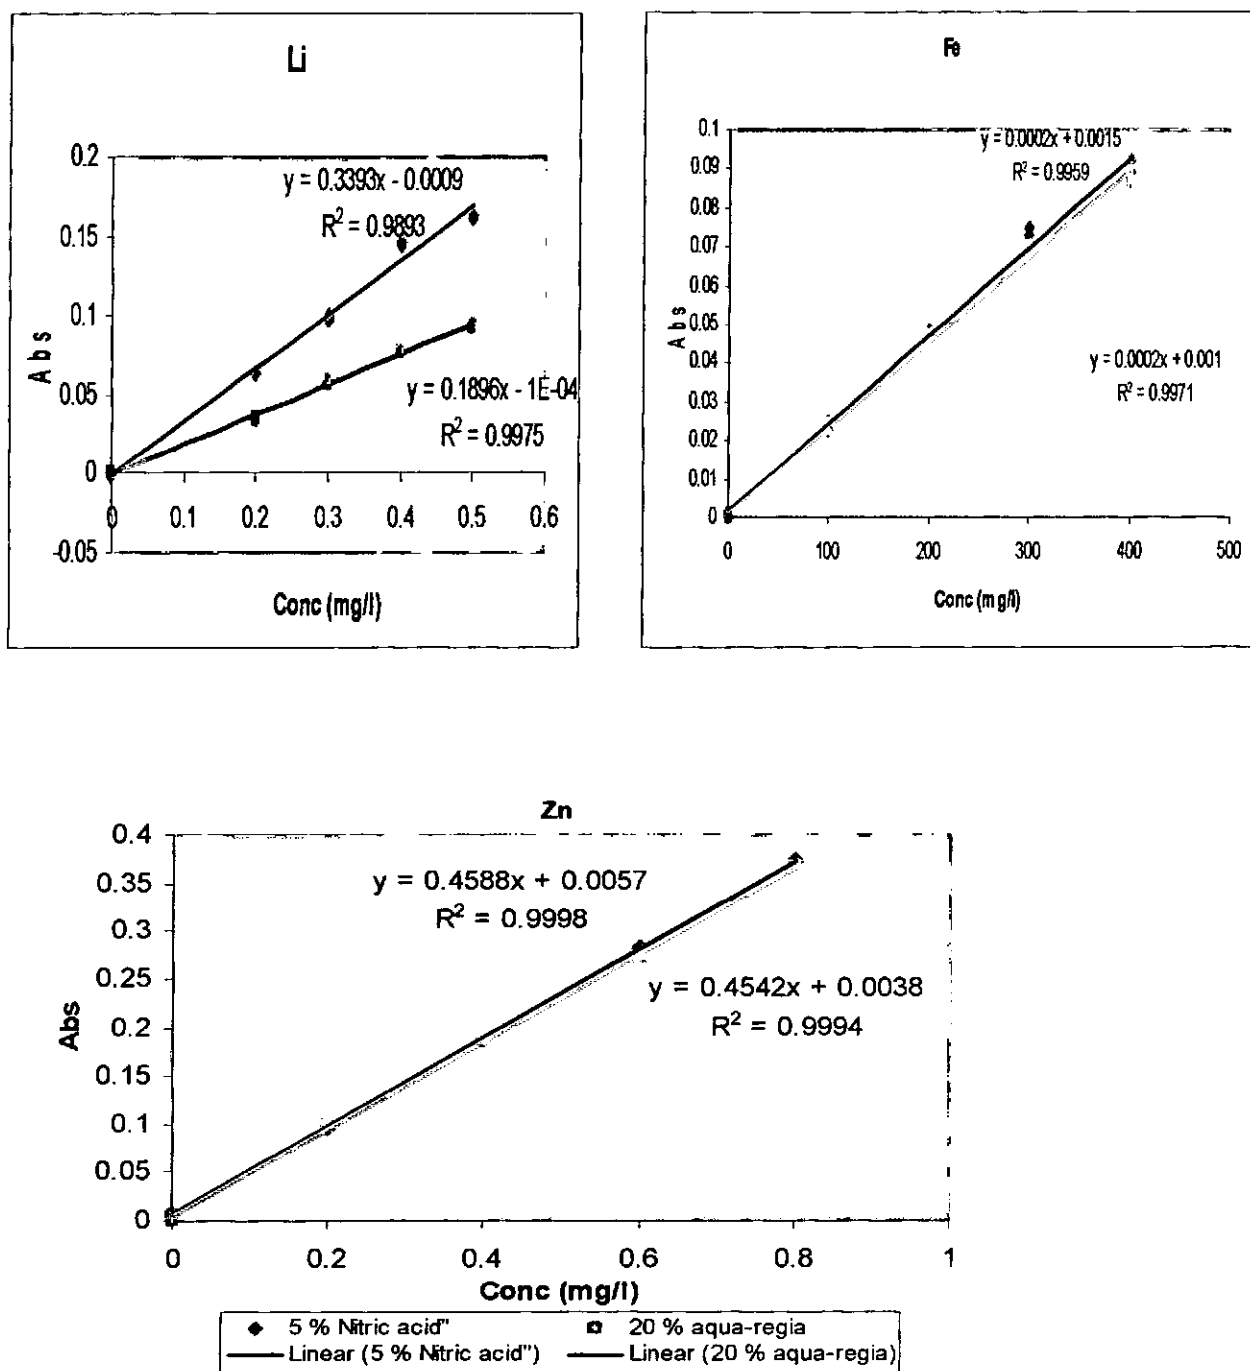 Li
0.2
y = 0.3393x - 0.0009
R² = 0.9893
0.15
0.1
Abs
0.05
y = 0.1896x - 1E-04
R² = 0.9975
0
0 0.1 0.2 0.3 0.4 0.5 0.6
-0.05
Conc (mg/l)
Fe
0.1
y = 0.0002x + 0.0015
R² = 0.9959
0.09
0.08
0.07
0.06
0.05
Abs
0.04
y = 0.0002x + 0.001
R² = 0.9971
0.03
0.02
0.01
0
0 100 200 300 400 500
Conc (mg/l)
Zn
0.4
y = 0.4588x + 0.0057
R² = 0.9998
0.35
0.3
0.25
y = 0.4542x + 0.0038
R² = 0.9994
0.2
Abs
0.15
0.1
0.05
0
0 0.2 0.4 0.6 0.8 1
Conc (mg/l)
5 % Nitric acid" 20 % aqua-regia
Linear (5 % Nitric acid") Linear (20 % aqua-regia)